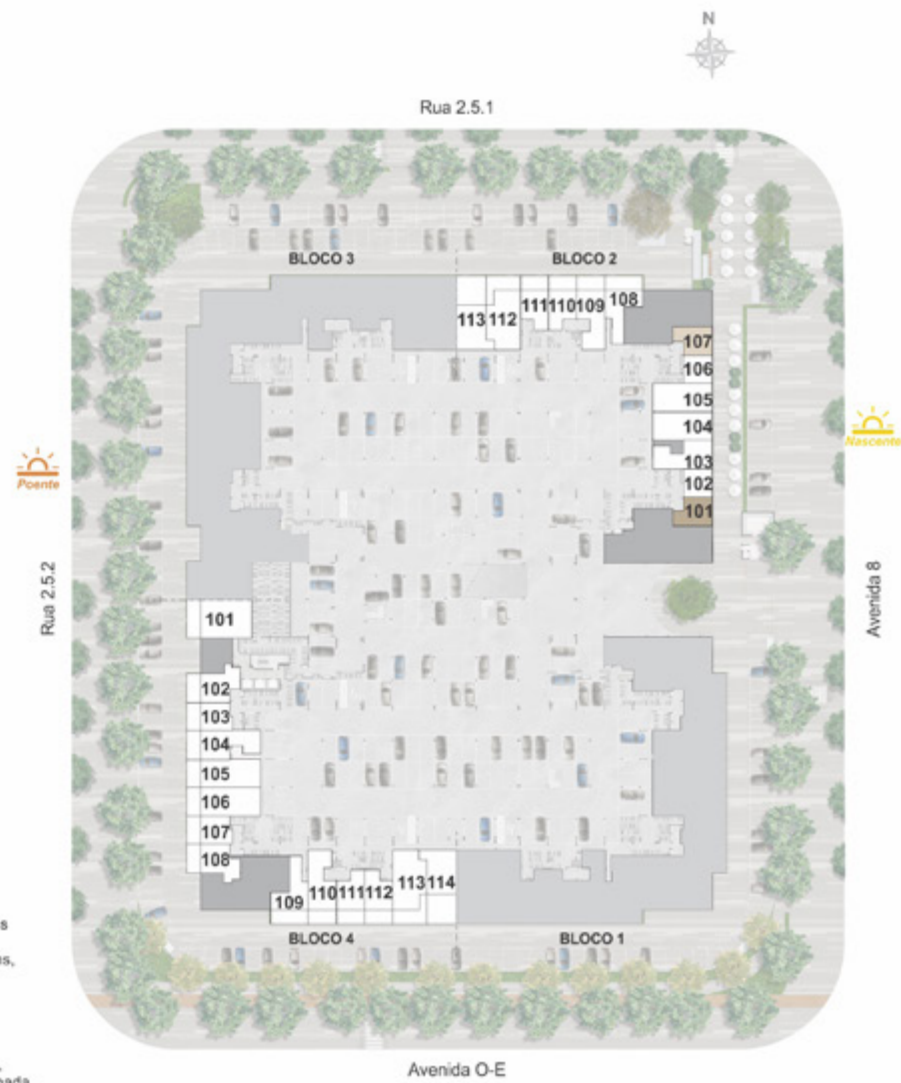 N
Rua 2.5.1
BLOCO 3
BLOCO 2
113
112
111
110
109
108
107
106
105
104
103
102
101
Poente
Nascente
Rua 2.5.2
Avenida 8
101
102
103
104
105
106
107
108
109
110
111
112
113
114
BLOCO 4
BLOCO 1
Avenida O-E